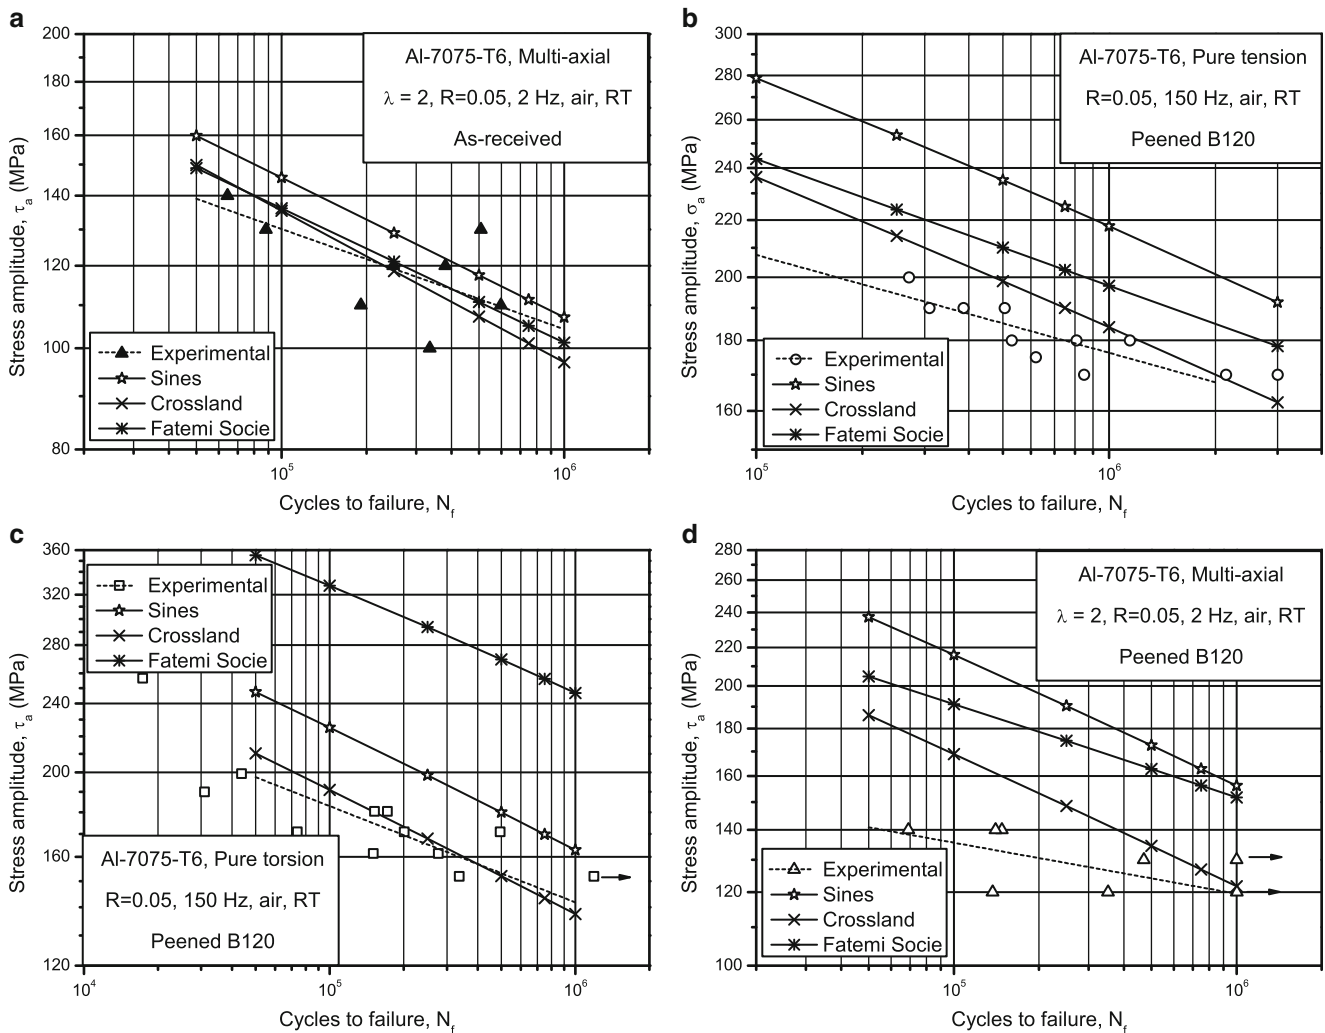 a
200
180
160
140
120
100
80
Stress amplitude, τa (MPa)
Al-7075-T6, Multi-axial
λ = 2, R=0.05, 2 Hz, air, RT
As-received
Experimental
Sines
Crossland
Fatemi Socie
10^5
10^6
Cycles to failure, Nf
b
300
280
260
240
220
200
180
160
Stress amplitude, σa (MPa)
Al-7075-T6, Pure tension
R=0.05, 150 Hz, air, RT
Peened B120
Experimental
Sines
Crossland
Fatemi Socie
10^5
10^6
Cycles to failure, Nf
c
360
320
280
240
200
160
120
Stress amplitude, τa (MPa)
Experimental
Sines
Crossland
Fatemi Socie
Al-7075-T6, Pure torsion
R=0.05, 150 Hz, air, RT
Peened B120
10^4
10^5
10^6
Cycles to failure, Nf
d
280
260
240
220
200
180
160
140
120
100
Stress amplitude, τa (MPa)
Al-7075-T6, Multi-axial
λ = 2, R=0.05, 2 Hz, air, RT
Peened B120
Experimental
Sines
Crossland
Fatemi Socie
10^5
10^6
Cycles to failure, Nf